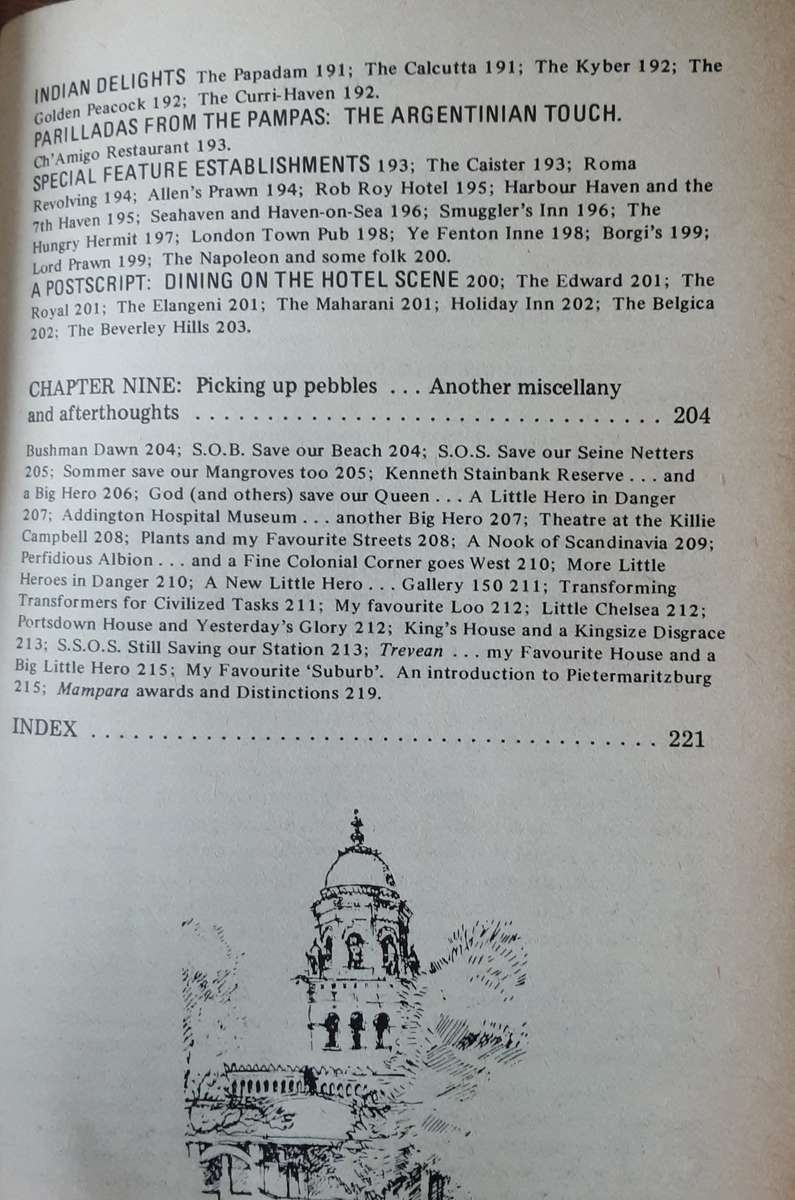 INDIAN DELIGHTS The Papadam 191; The Calcutta 191; The Kyber 192; The
Golden Peacock 192; The Curri-Haven 192.
PARILLADAS FROM THE PAMPAS: THE ARGENTINIAN TOUCH.
Ch'Amigo Restaurant 193.
SPECIAL FEATURE ESTABLISHMENTS 193; The Caister 193; Roma
Revolving 194; Allen's Prawn 194; Rob Roy Hotel 195; Harbour Haven and the
7th Haven 195; Seahaven and Haven-on-Sea 196; Smuggler's Inn 196; The
Hungry Hermit 197; London Town Pub 198; Ye Fenton Inne 198; Borgi's 199;
Lord Prawn 199; The Napoleon and some folk 200.
A POSTSCRIPT: DINING ON THE HOTEL SCENE 200; The Edward 201; The
Royal 201; The Elangeni 201; The Maharani 201; Holiday Inn 202; The Belgica
202; The Beverley Hills 203.
CHAPTER NINE: Picking up pebbles . . . Another miscellany
and afterthoughts . . . . . . . . . . . . . . . . . . . . . . . . . . . . . . . . . 204
Bushman Dawn 204; S.O.B. Save our Beach 204; S.O.S. Save our Seine Netters
205; Sommer save our Mangroves too 205; Kenneth Stainbank Reserve . . . and
a Big Hero 206; God (and others) save our Queen . . . A Little Hero in Danger
207; Addington Hospital Museum . . . another Big Hero 207; Theatre at the Killie
Campbell 208; Plants and my Favourite Streets 208; A Nook of Scandinavia 209;
Perfidious Albion . . . and a Fine Colonial Corner goes West 210; More Little
Heroes in Danger 210; A New Little Hero . . . Gallery 150 211; Transforming
Transformers for Civilized Tasks 211; My favourite Loo 212; Little Chelsea 212;
Portsdown House and Yesterday's Glory 212; King's House and a Kingsize Disgrace
213; S.S.O.S. Still Saving our Station 213; Trevean . . . my Favourite House and a
Big Little Hero 215; My Favourite 'Suburb'. An introduction to Pietermaritzburg
215; Mampara awards and Distinctions 219.
INDEX . . . . . . . . . . . . . . . . . . . . . . . . . . . . . . . . . . . . . . . . 221